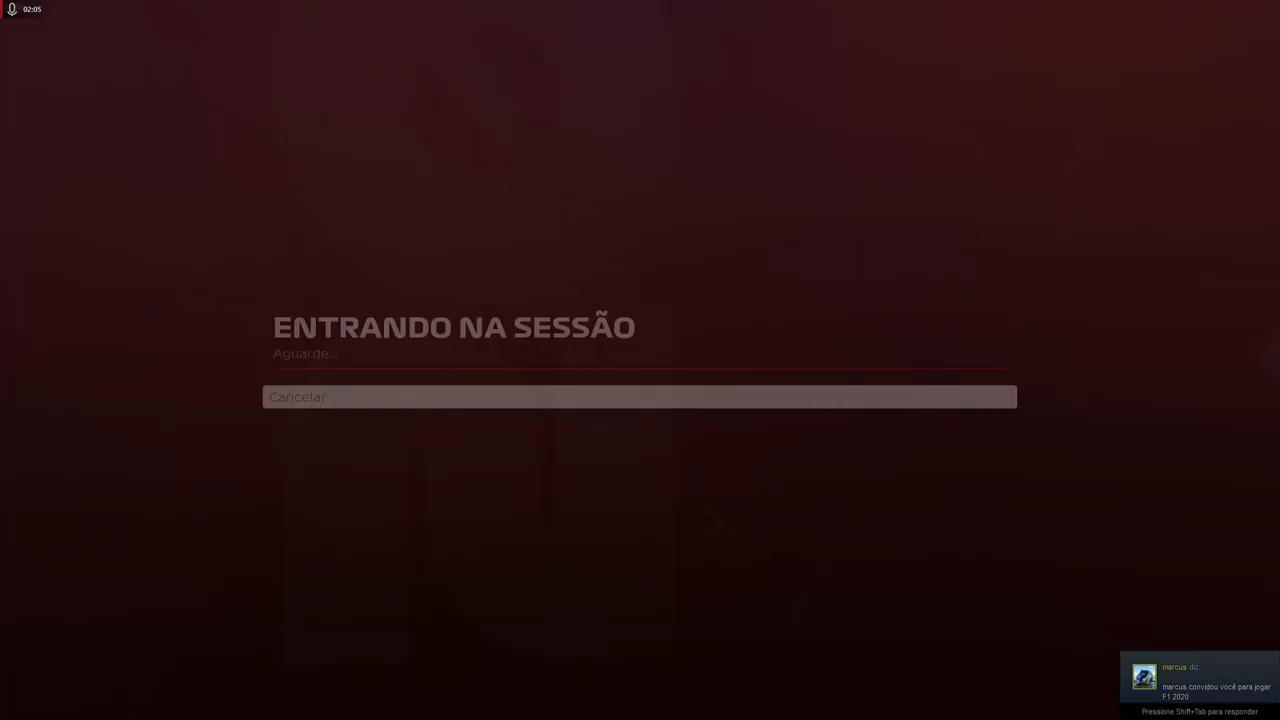 02:05
ENTRANDO NA SESSÃO
Aguarde...
Cancelar
marcus diz:
marcus convidou você para jogar
F1 2020
Pressione Shift+Tab para responder